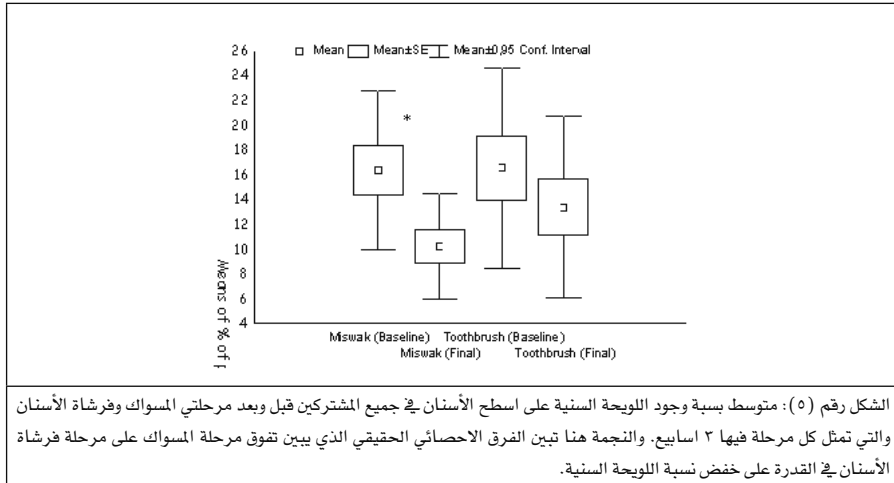 26
24
22
20
18
16
14
12
10
8
6
4
Mean Mean±SE Mean±0,95 Conf. Interval
*
Means of % of
Miswak (Baseline) Toothbrush (Baseline)
Miswak (Final) Toothbrush (Final)
الشكل رقم (٥): متوسط بسبة وجود اللويحة السنية على اسطح الأسنان في جميع المشتركين قبل وبعد مرحلتي المسواك وفرشاة الأسنان
والتي تمثل كل مرحلة فيها ٣ اسابيع. والنجمة هنا تبين الفرق الاحصائي الحقيقي الذي يبين تفوق مرحلة المسواك على مرحلة فرشاة
الأسنان في القدرة على خفض نسبة اللويحة السنية.